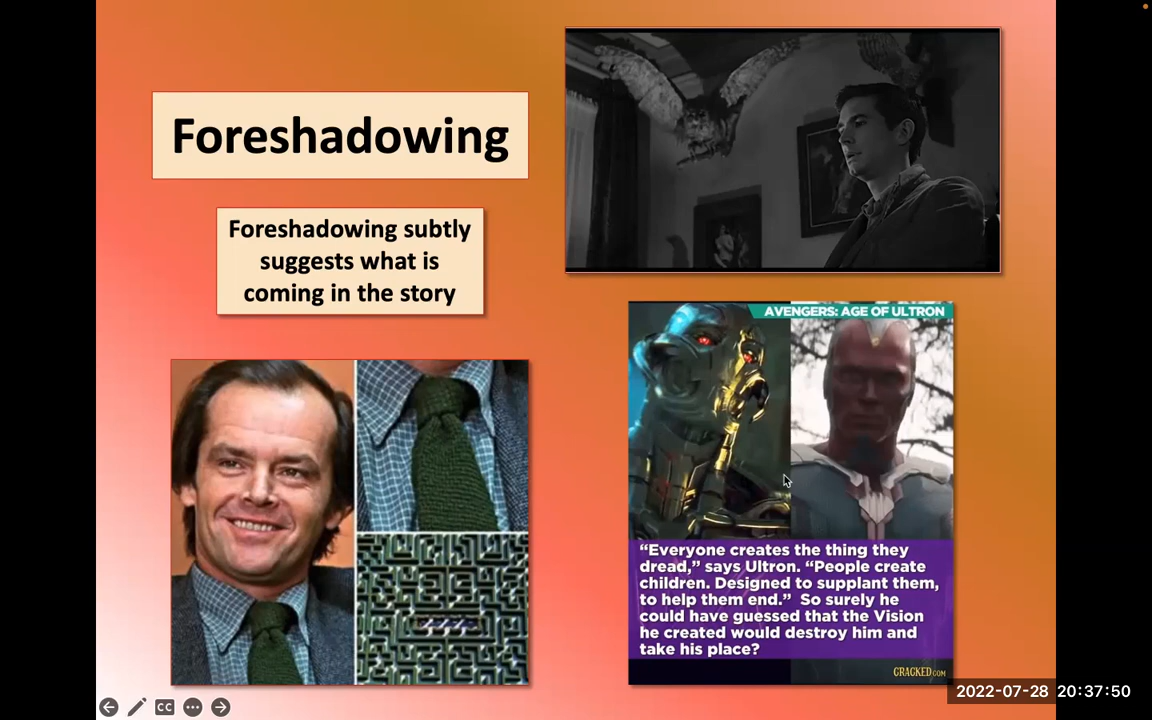 Foreshadowing
Foreshadowing subtly
suggests what is
coming in the story
AVENGERS: AGE OF ULTRON
“Everyone creates the thing they
dread,” says Ultron. “People create
children. Designed to supplant them,
to help them end.” So surely he
could have guessed that the Vision
he created would destroy him and
take his place?
CRACKED.COM
CC
2022-07-28 20:37:50